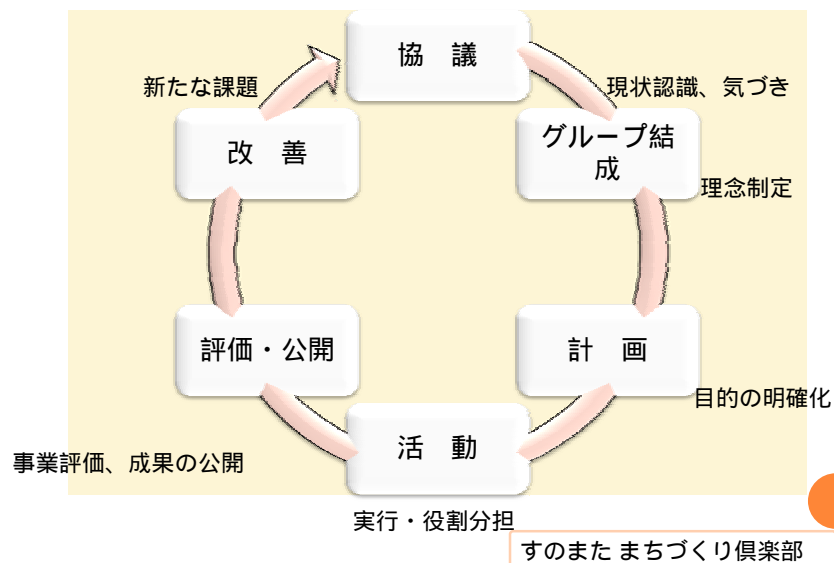 協　議
新たな課題
現状認識、気づき
改　善
グループ結
成
理念制定
評価・公開
計　画
目的の明確化
活　動
事業評価、成果の公開
実行・役割分担
すのまた まちづくり倶楽部